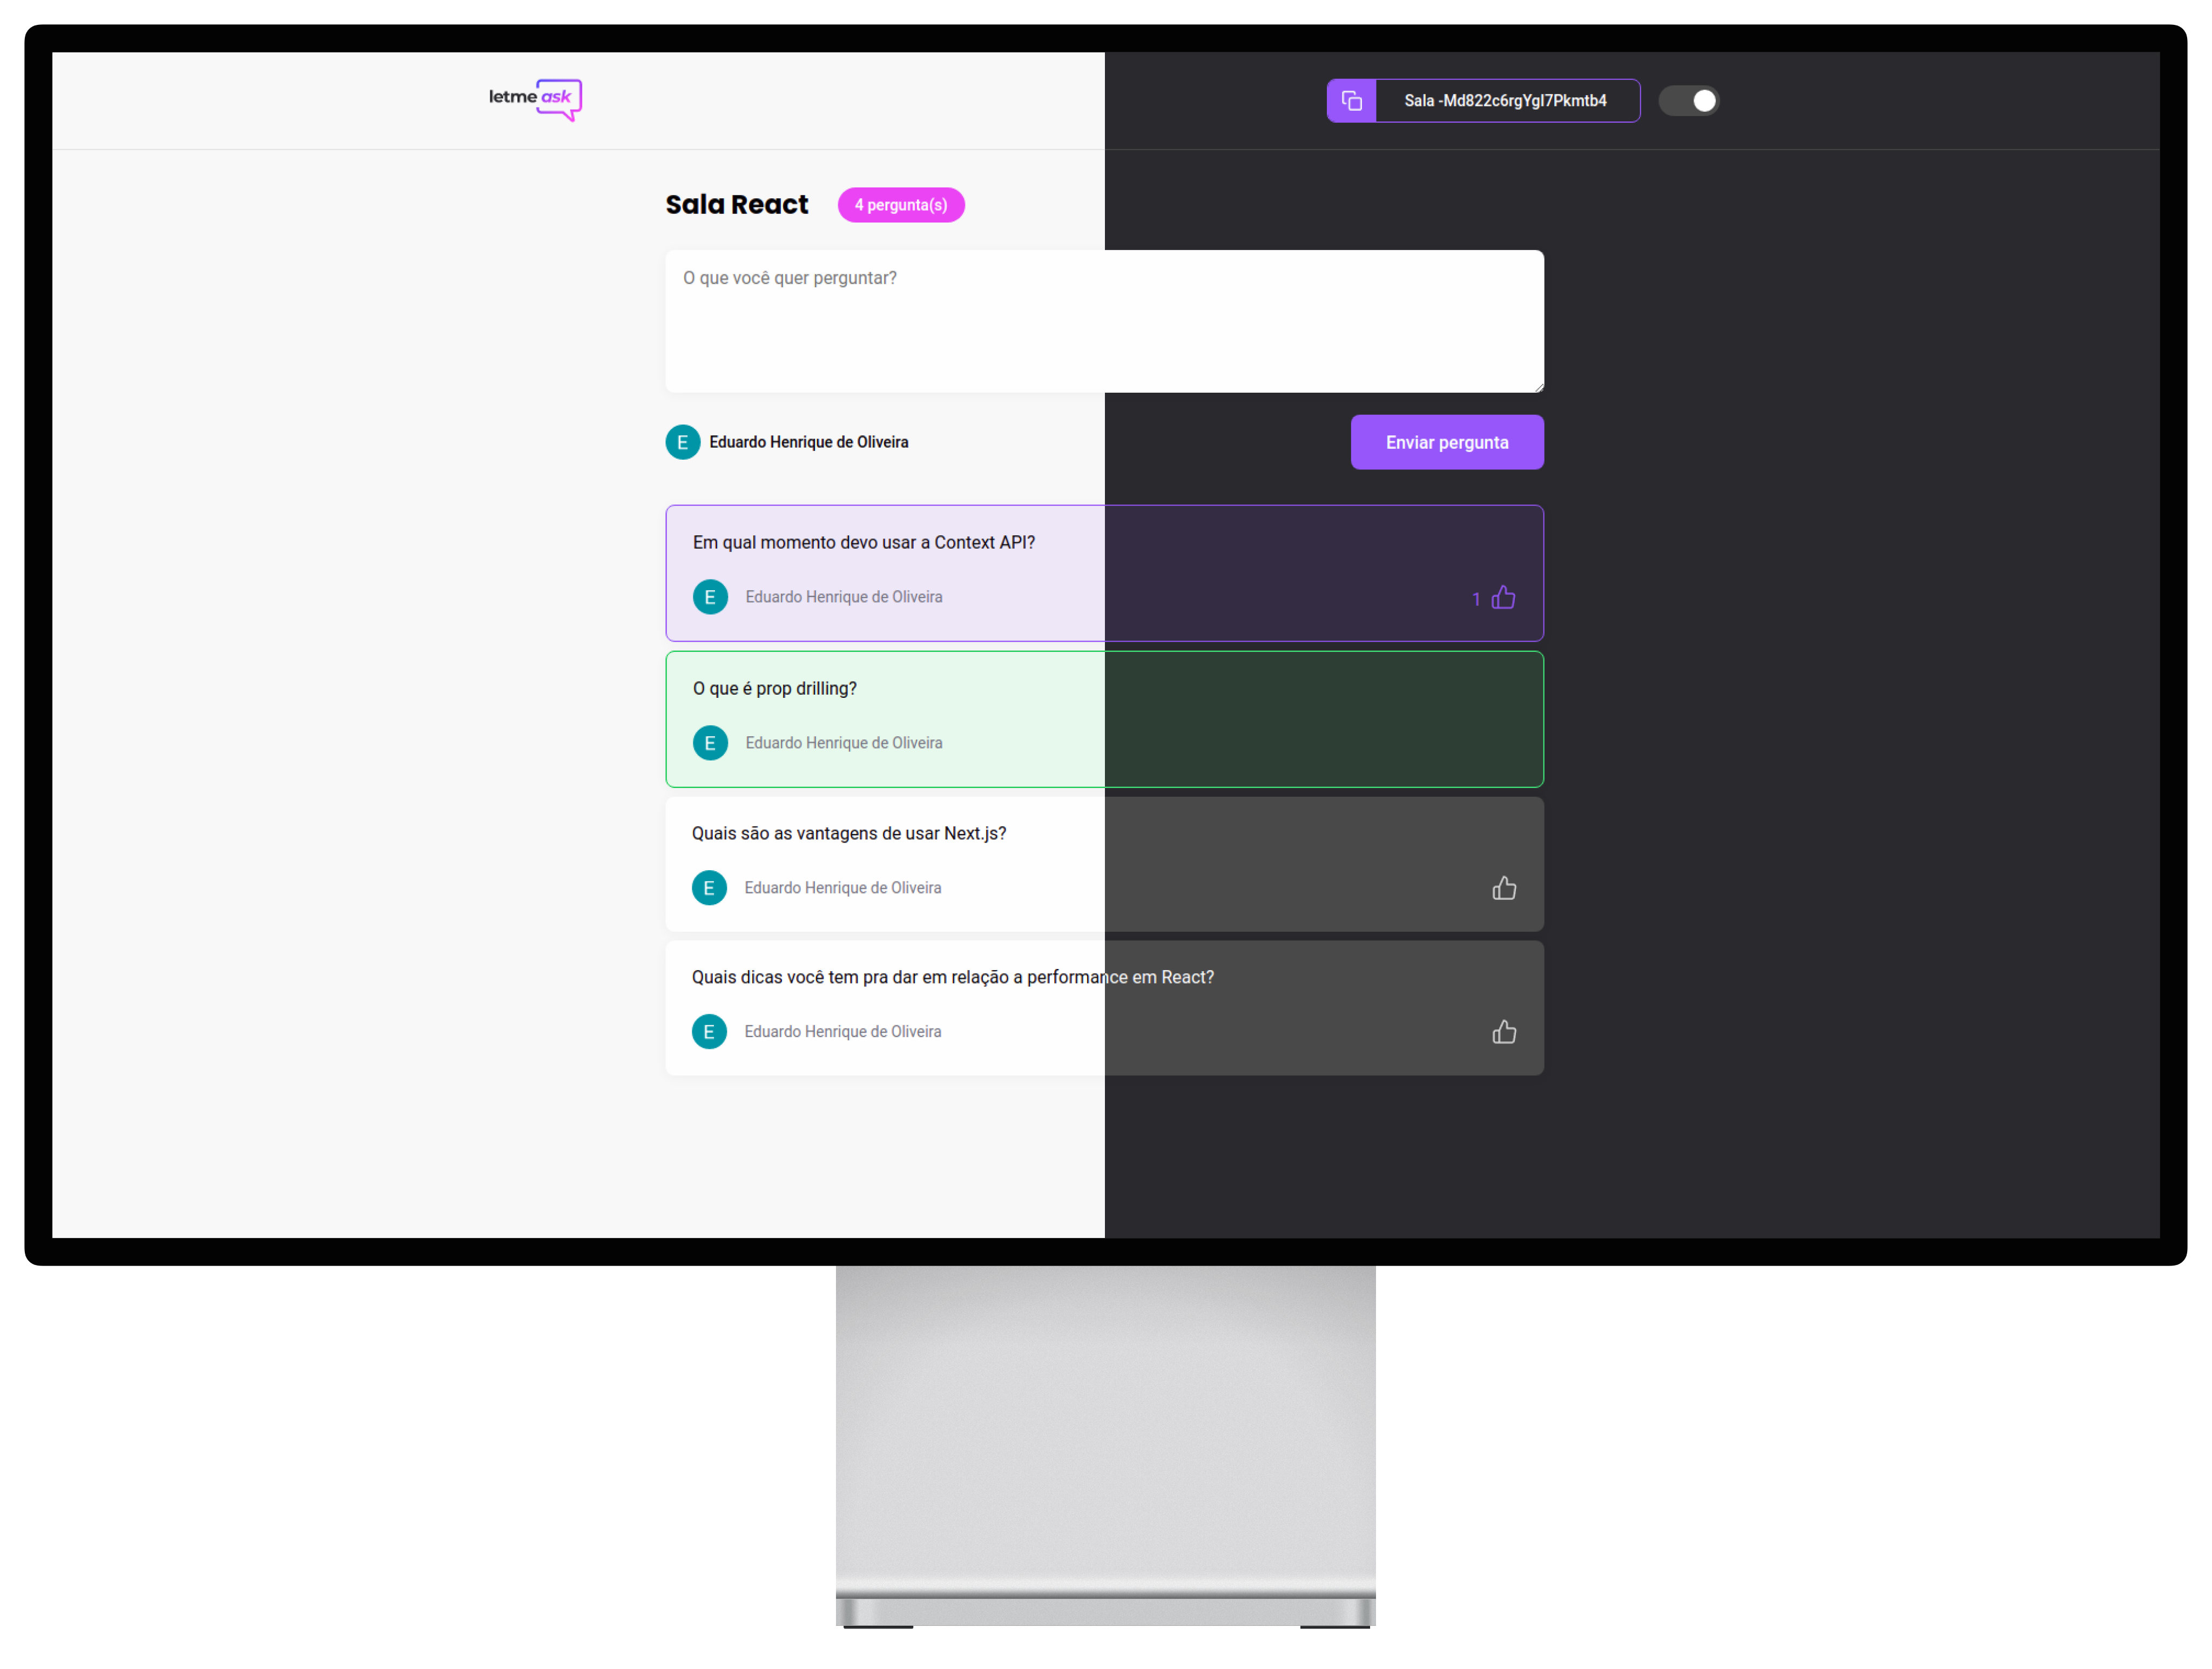 letme ask
Sala -Md822c6rgYgI7Pkmtb4
Sala React
4 pergunta(s)
O que você quer perguntar?
E Eduardo Henrique de Oliveira
Enviar pergunta
Em qual momento devo usar a Context API?
E Eduardo Henrique de Oliveira
1
O que é prop drilling?
E Eduardo Henrique de Oliveira
Quais são as vantagens de usar Next.js?
E Eduardo Henrique de Oliveira
Quais dicas você tem pra dar em relação a performance em React?
E Eduardo Henrique de Oliveira